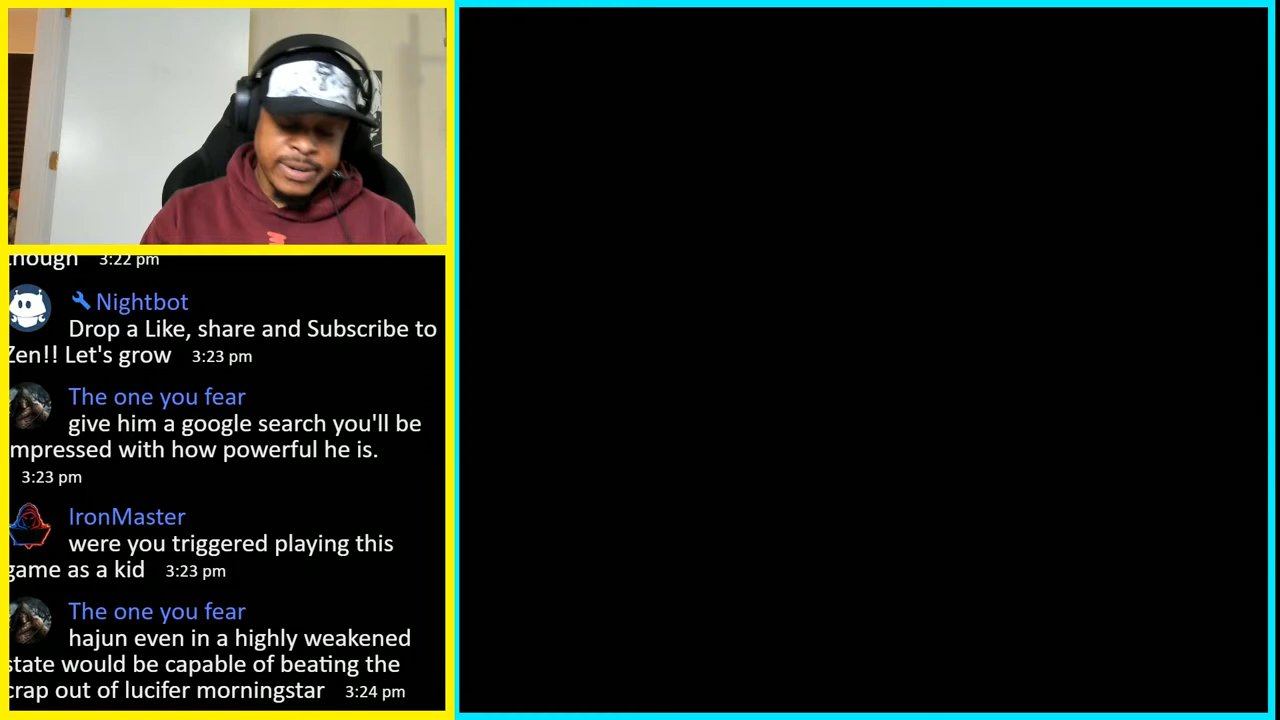 though 3:22 pm
Nightbot
Drop a Like, share and Subscribe to
Zen!! Let's grow 3:23 pm
The one you fear
give him a google search you'll be
mpressed with how powerful he is.
3:23 pm
IronMaster
were you triggered playing this
game as a kid 3:23 pm
The one you fear
hajun even in a highly weakened
state would be capable of beating the
crap out of lucifer morningstar 3:24 pm